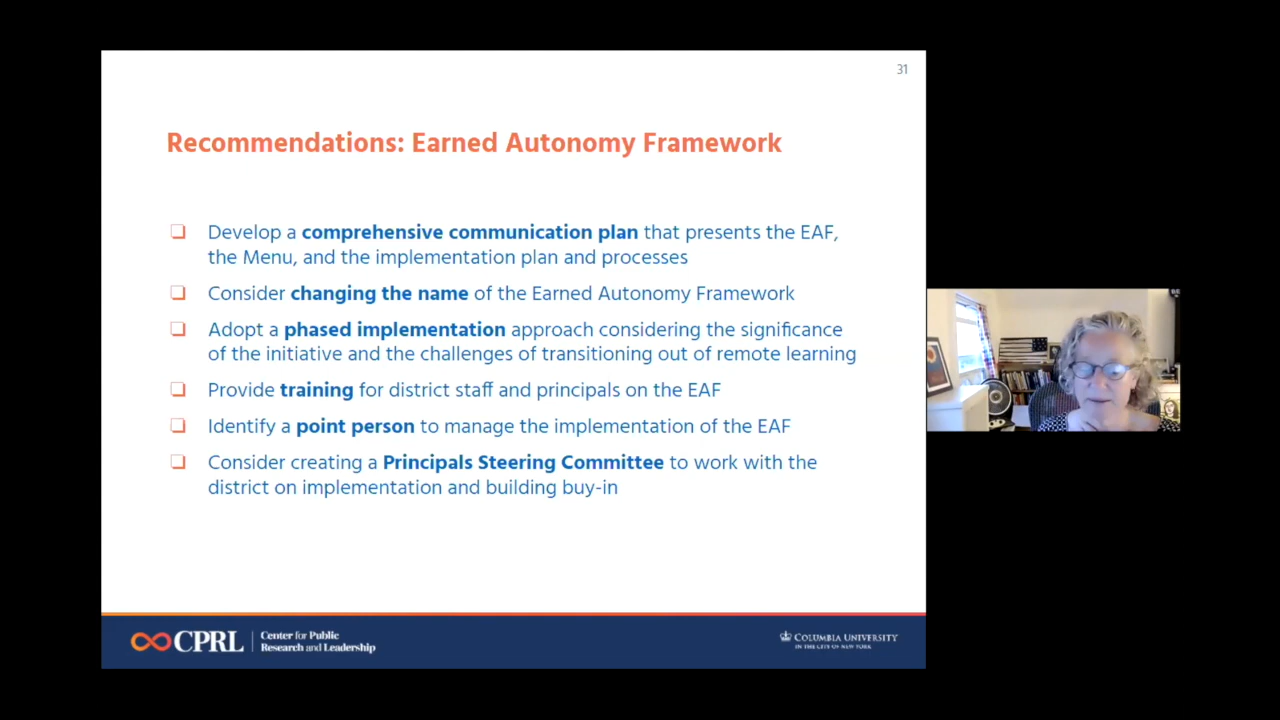 31
Recommendations: Earned Autonomy Framework
❏ Develop a comprehensive communication plan that presents the EAF,
the Menu, and the implementation plan and processes
❏ Consider changing the name of the Earned Autonomy Framework
❏ Adopt a phased implementation approach considering the significance
of the initiative and the challenges of transitioning out of remote learning
❏ Provide training for district staff and principals on the EAF
❏ Identify a point person to manage the implementation of the EAF
❏ Consider creating a Principals Steering Committee to work with the
district on implementation and building buy-in
CPRL
Center for Public
Research and Leadership
COLUMBIA UNIVERSITY
IN THE CITY OF NEW YORK